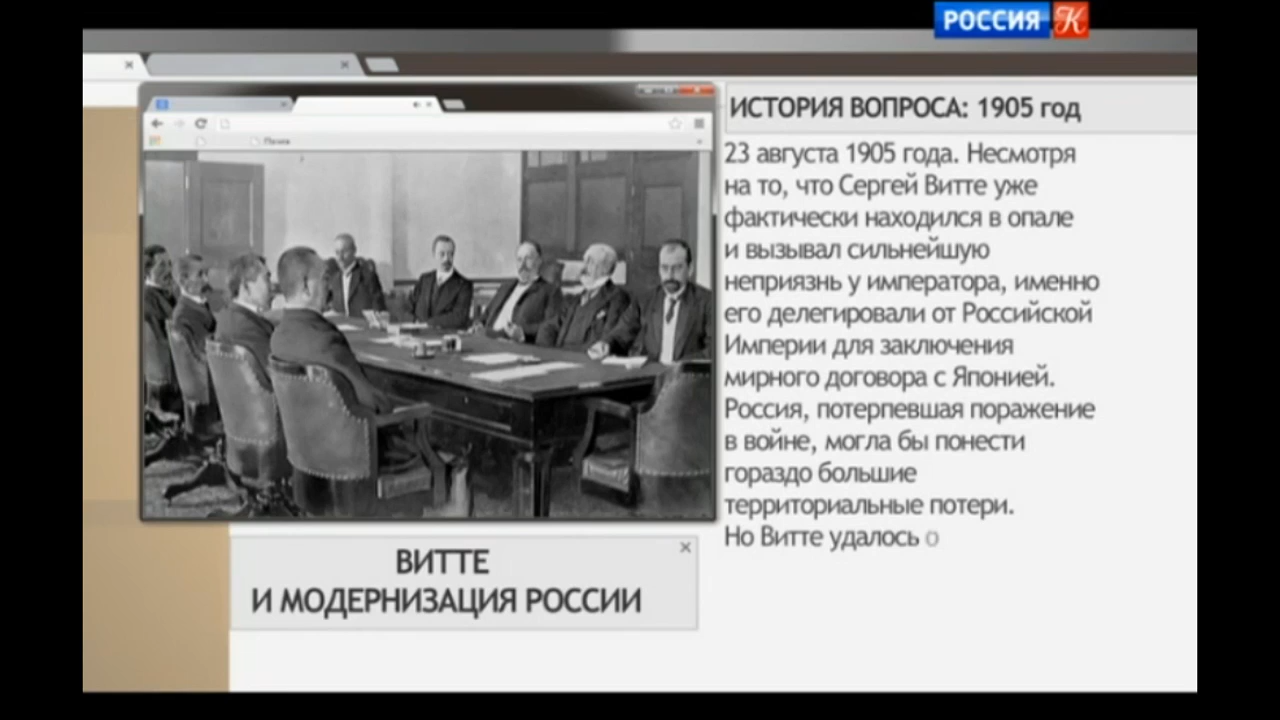 РОССИЯ К
ИСТОРИЯ ВОПРОСА: 1905 год
23 августа 1905 года. Несмотря
на то, что Сергей Витте уже
фактически находился в опале
и вызывал сильнейшую
неприязнь у императора, именно
его делегировали от Российской
Империи для заключения
мирного договора с Японией.
Россия, потерпевшая поражение
в войне, могла бы понести
гораздо большие
территориальные потери.
Но Витте удалось о
ВИТТЕ
И МОДЕРНИЗАЦИЯ РОССИИ